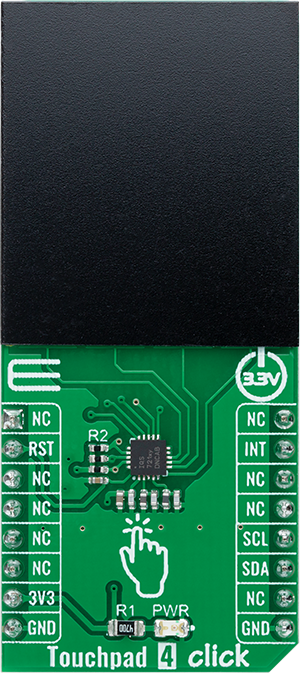 3.3V
NC NC
RST INT
R2
NC NC
NC NC
NC SCL
NC SDA
3V3 NC
GND GND
R1 PWR
470
Touchpad 4 click